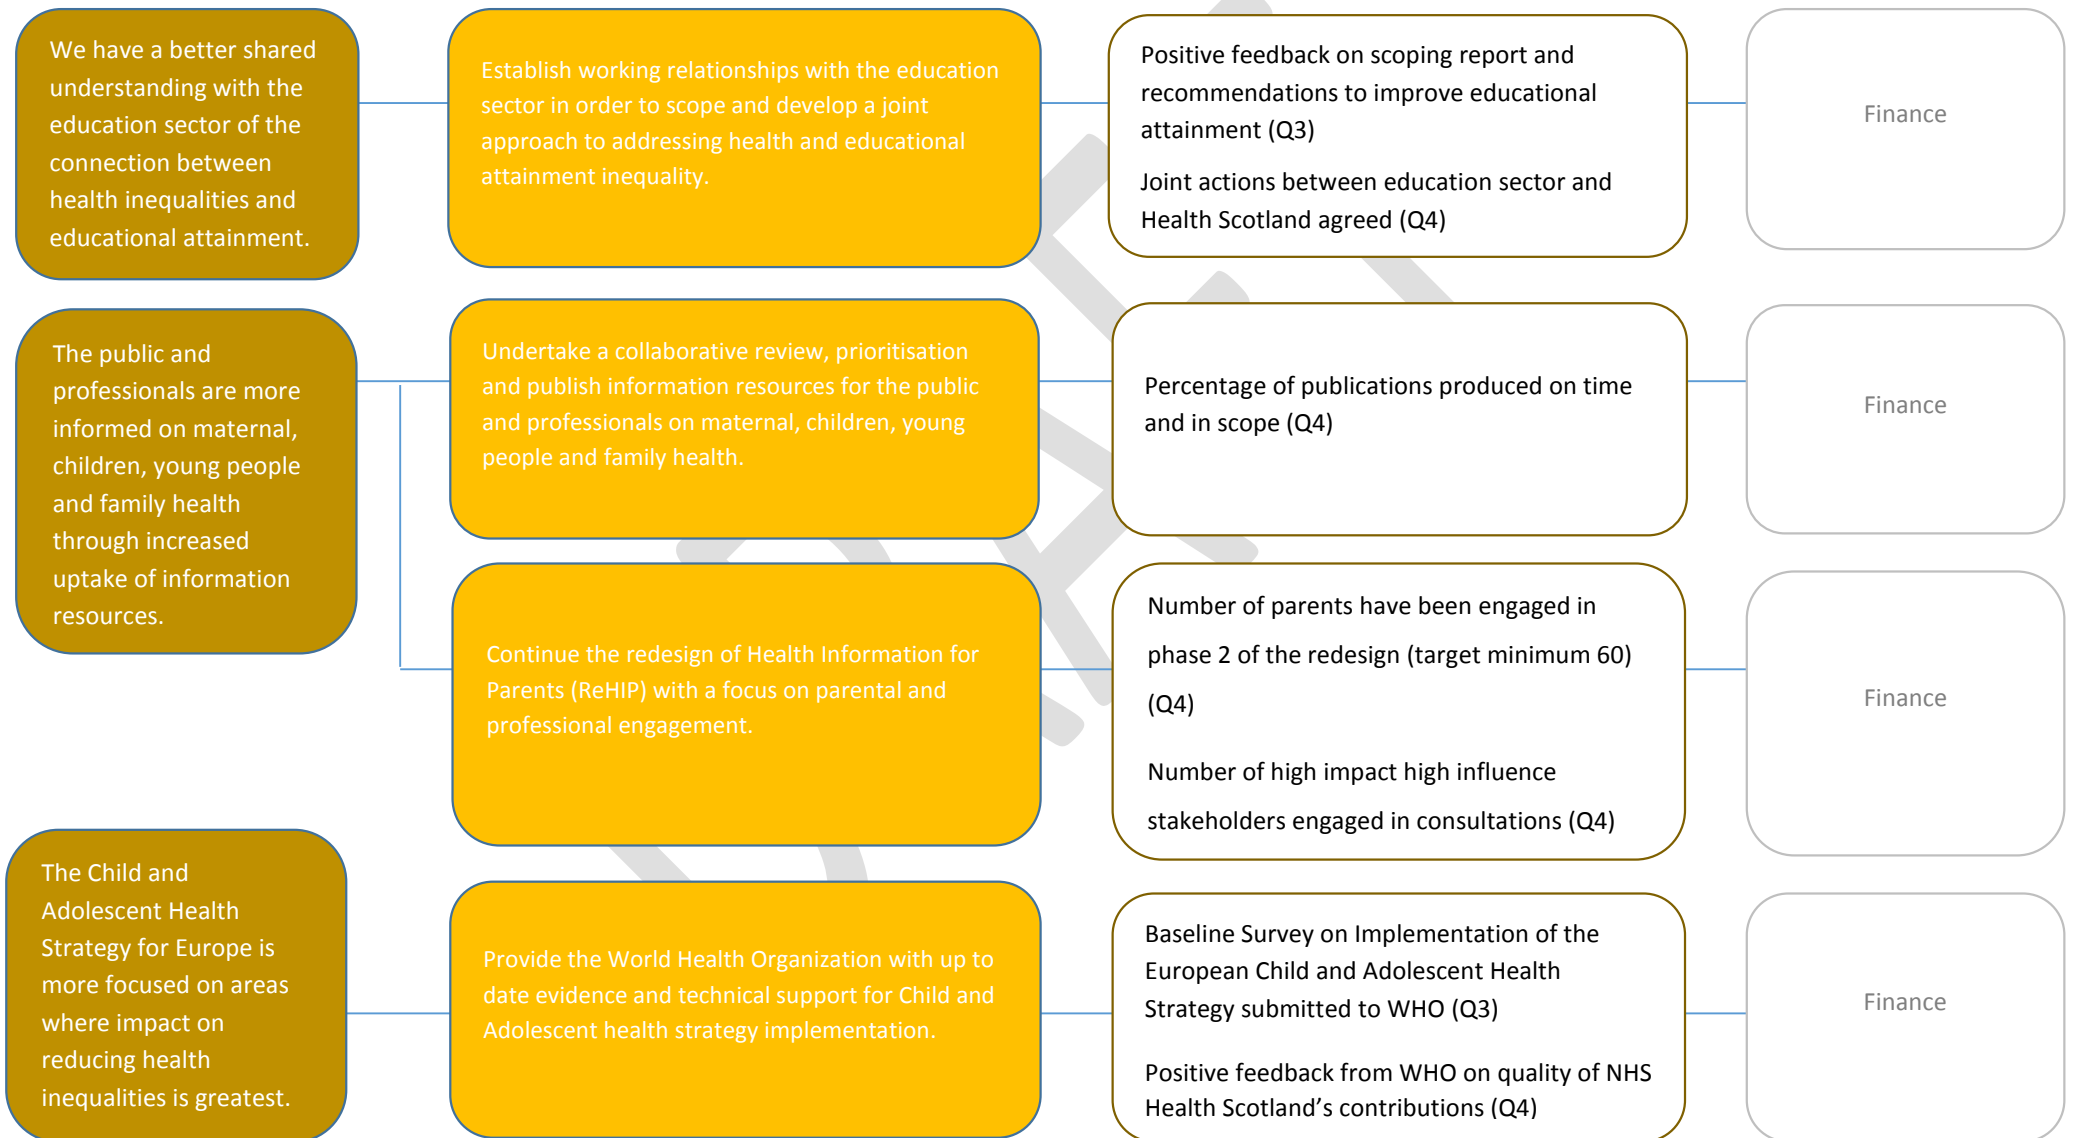 We have a better shared
understanding with the
education sector of the
connection between
health inequalities and
educational attainment.
Establish working relationships with the education
sector in order to scope and develop a joint
approach to addressing health and educational
attainment inequality.
Positive feedback on scoping report and
recommendations to improve educational
attainment (Q3)
Joint actions between education sector and
Health Scotland agreed (Q4)
Finance
The public and
professionals are more
informed on maternal,
children, young people
and family health
through increased
uptake of information
resources.
Undertake a collaborative review, prioritisation
and publish information resources for the public
and professionals on maternal, children, young
people and family health.
Percentage of publications produced on time
and in scope (Q4)
Finance
Continue the redesign of Health Information for
Parents (ReHIP) with a focus on parental and
professional engagement.
Number of parents have been engaged in
phase 2 of the redesign (target minimum 60)
(Q4)
Number of high impact high influence
stakeholders engaged in consultations (Q4)
Finance
The Child and
Adolescent Health
Strategy for Europe is
more focused on areas
where impact on
reducing health
inequalities is greatest.
Provide the World Health Organization with up to
date evidence and technical support for Child and
Adolescent health strategy implementation.
Baseline Survey on Implementation of the
European Child and Adolescent Health
Strategy submitted to WHO (Q3)
Positive feedback from WHO on quality of NHS
Health Scotland’s contributions (Q4)
Finance
DRAFT